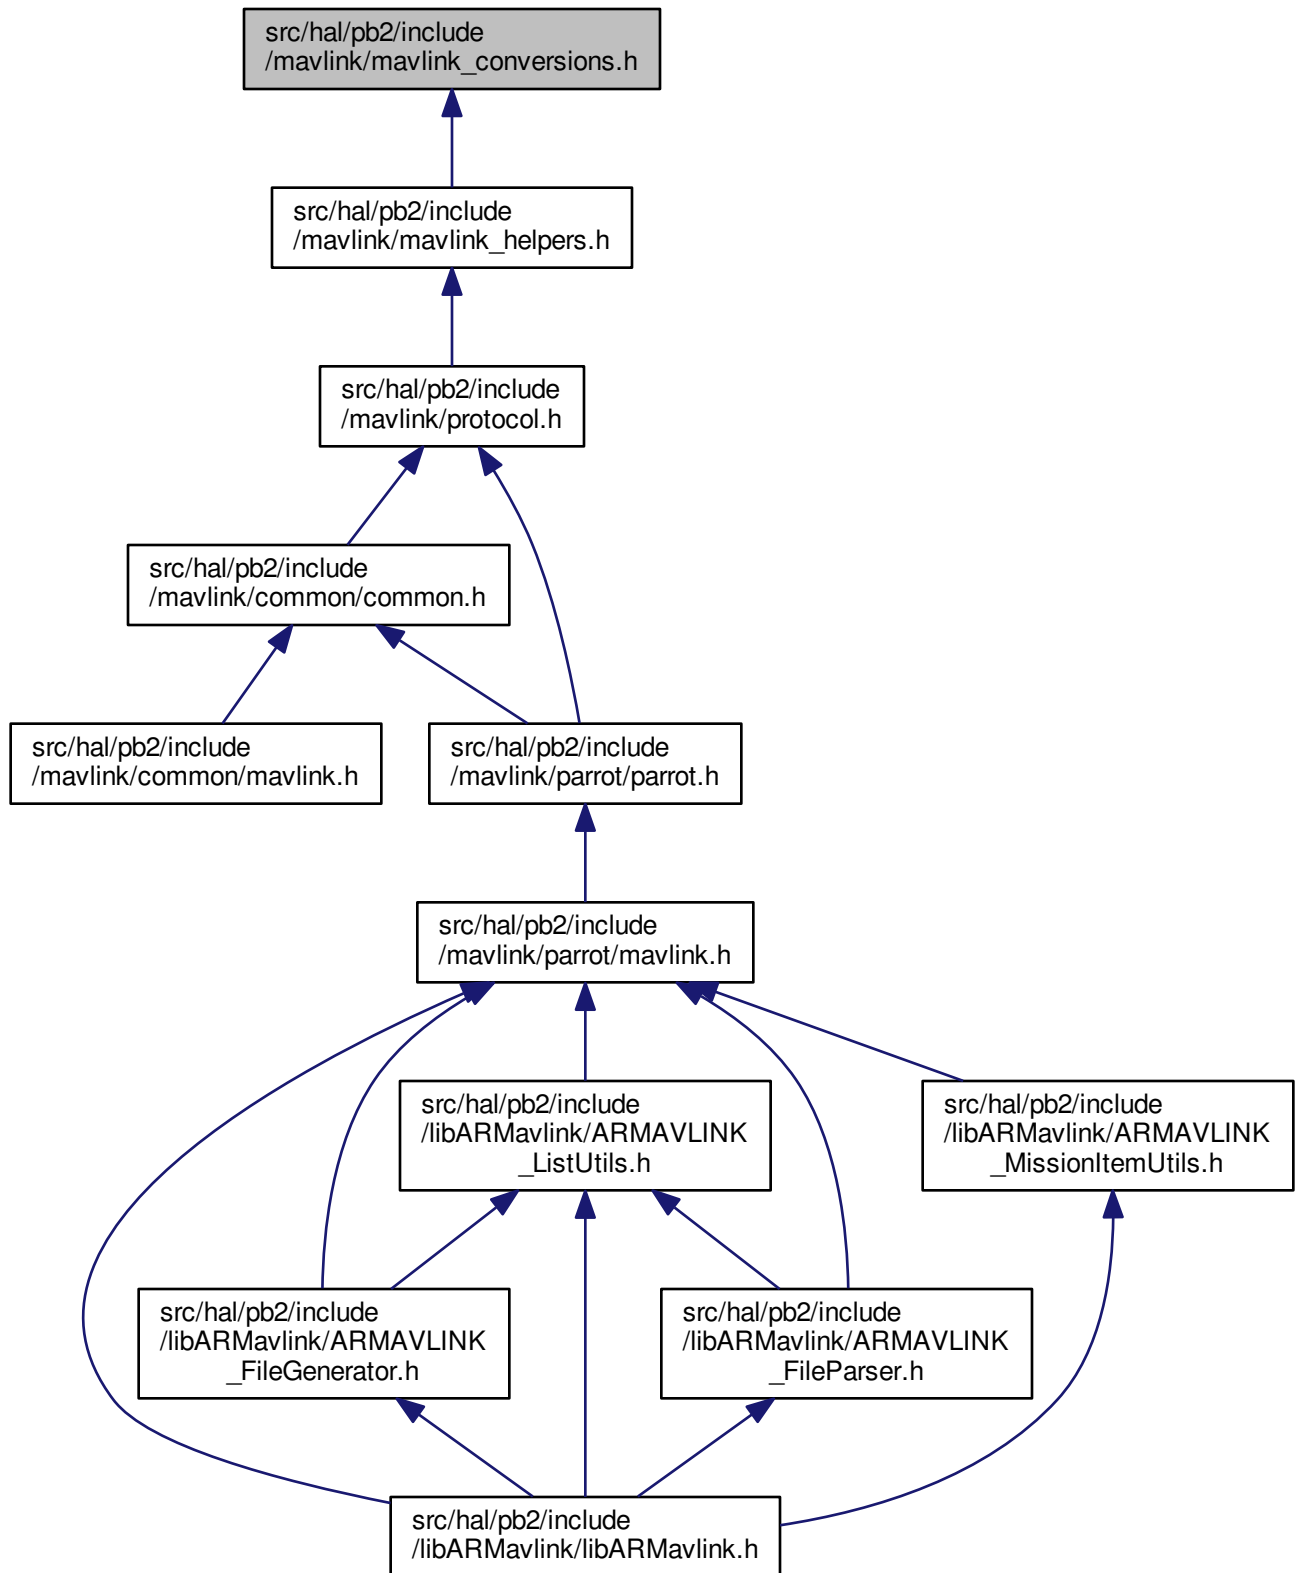 src/hal/pb2/include
/mavlink/mavlink_conversions.h
src/hal/pb2/include
/mavlink/mavlink_helpers.h
src/hal/pb2/include
/mavlink/protocol.h
src/hal/pb2/include
/mavlink/common/common.h
src/hal/pb2/include
/mavlink/common/mavlink.h
src/hal/pb2/include
/mavlink/parrot/parrot.h
src/hal/pb2/include
/mavlink/parrot/mavlink.h
src/hal/pb2/include
/libARMavlink/ARMAVLINK
_ListUtils.h
src/hal/pb2/include
/libARMavlink/ARMAVLINK
_MissionItemUtils.h
src/hal/pb2/include
/libARMavlink/ARMAVLINK
_FileGenerator.h
src/hal/pb2/include
/libARMavlink/ARMAVLINK
_FileParser.h
src/hal/pb2/include
/libARMavlink/libARMavlink.h